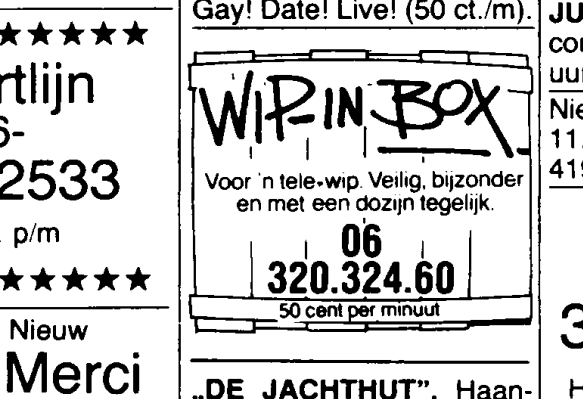 ★★★★★
rtlijn
6-
2533
p/m
★★★★★
Nieuw
Merci
Gay! Date! Live! (50 ct./m).
WIP-IN BOX.
Voor 'n tele-wip. Veilig, bijzonder
en met een dozijn tegelijk.
06
320.324.60
50 cent per minuut
„DE JACHTHUT”. Haan-
JU
cor
uur
Nie
11.
419
3
H